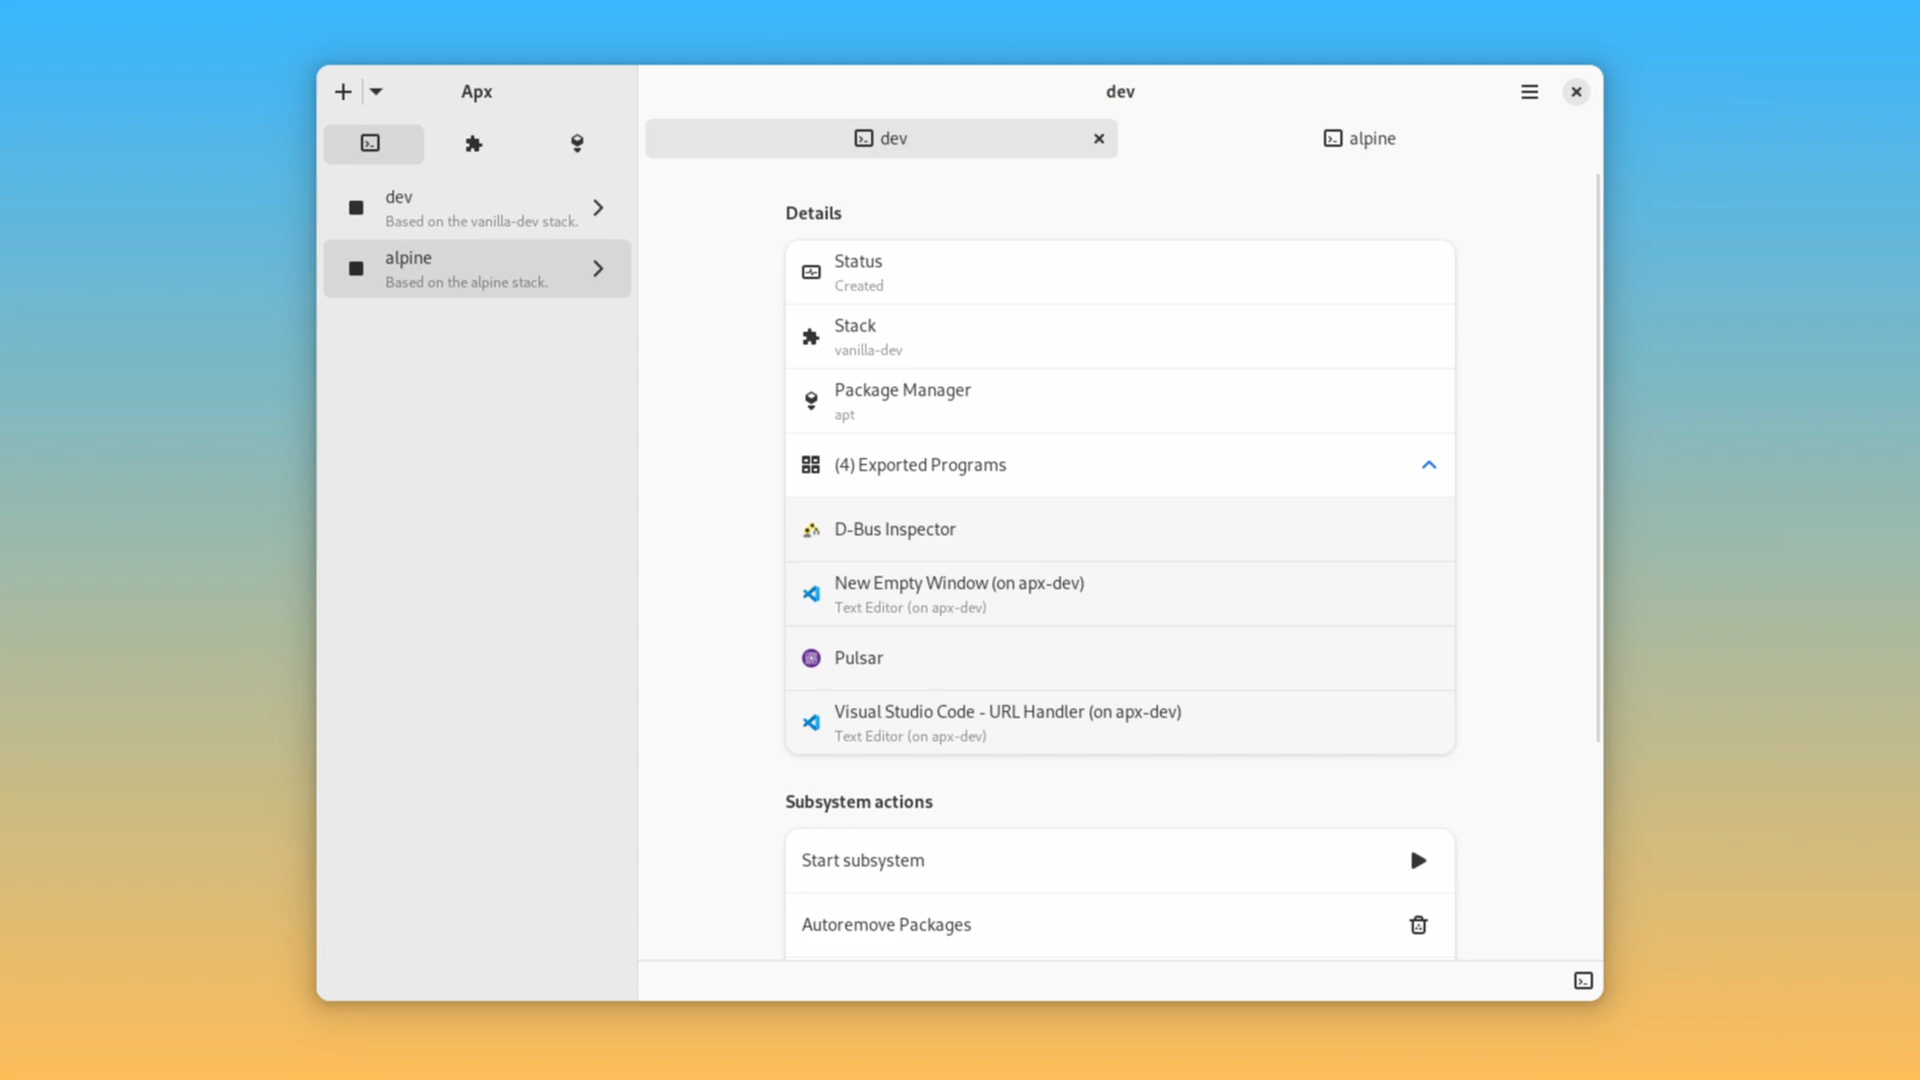 Apx
dev
Based on the vanilla-dev stack.
alpine
Based on the alpine stack.
dev
dev
alpine
Details
Status
Created
Stack
vanilla-dev
Package Manager
apt
(4) Exported Programs
D-Bus Inspector
New Empty Window (on apx-dev)
Text Editor (on apx-dev)
Pulsar
Visual Studio Code - URL Handler (on apx-dev)
Text Editor (on apx-dev)
Subsystem actions
Start subsystem
Autoremove Packages